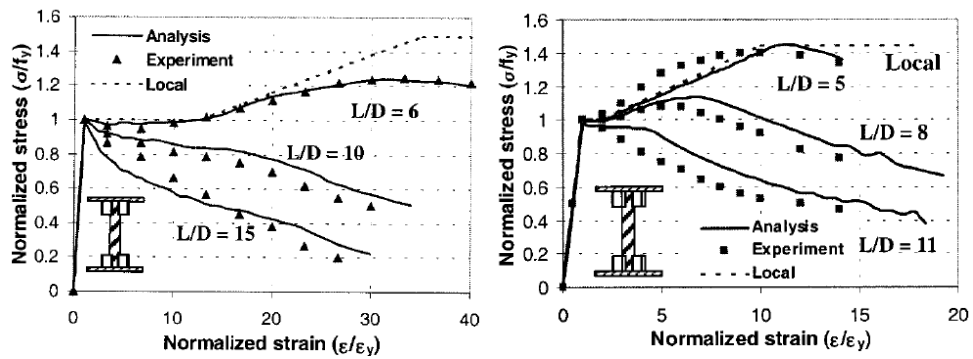 Normalized stress (σ/fy)
1.6
1.4
1.2
1
0.8
0.6
0.4
0.2
0
Analysis
Experiment
Local
L/D = 6
L/D = 10
L/D = 15
0
10
20
30
40
Normalized strain (ε/εy)
Normalized stress (σ/fy)
1.6
1.4
1.2
1
0.8
0.6
0.4
0.2
0
Local
L/D = 5
L/D = 8
L/D = 11
Analysis
Experiment
Local
0
5
10
15
20
Normalized strain (ε/εy)